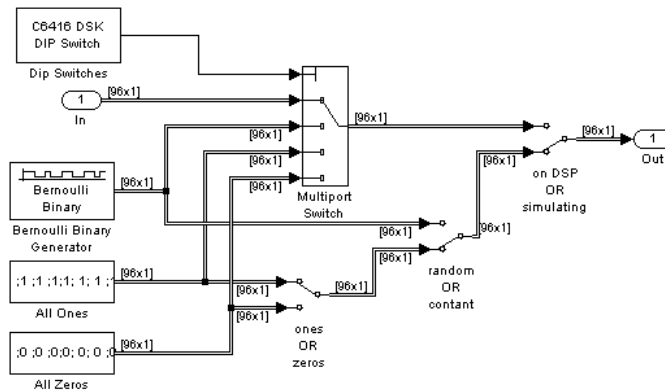 C6416 DSK
DIP Switch
Dip Switches
[96x1]
1
In
[96x1]
[96x1]
[96x1]
[96x1]
[96x1]
Multiport
Switch
[96x1]
[96x1]
1
Out
on DSP
OR
simulating
Bernoulli
Binary
[96x1]
Bernoulli Binary
Generator
[96x1]
[96x1]
[96x1]
random
OR
contant
;1 ;1 ;1;1; 1; 1 ;
[96x1]
All Ones
[96x1]
[96x1]
[96x1]
ones
OR
zeros
;0 ;0 ;0;0; 0; 0 ;0
[96x1]
All Zeros